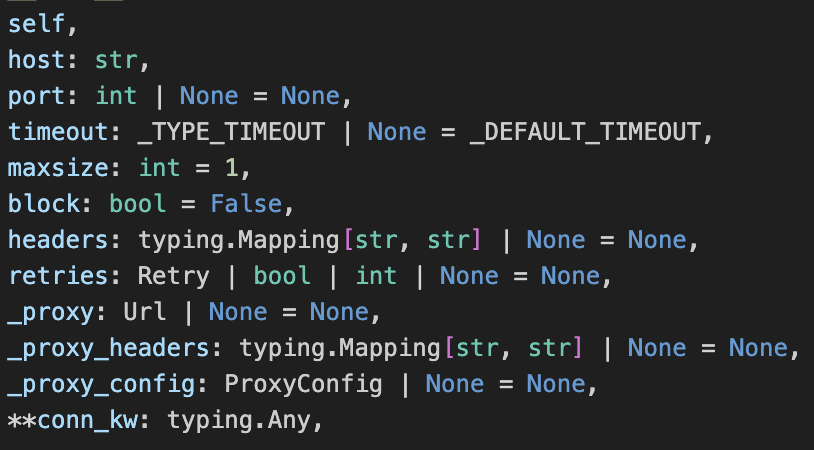 self,
host: str,
port: int | None = None,
timeout: _TYPE_TIMEOUT | None = _DEFAULT_TIMEOUT,
maxsize: int = 1,
block: bool = False,
headers: typing.Mapping[str, str] | None = None,
retries: Retry | bool | int | None = None,
_proxy: Url | None = None,
_proxy_headers: typing.Mapping[str, str] | None = None,
_proxy_config: ProxyConfig | None = None,
**conn_kw: typing.Any,